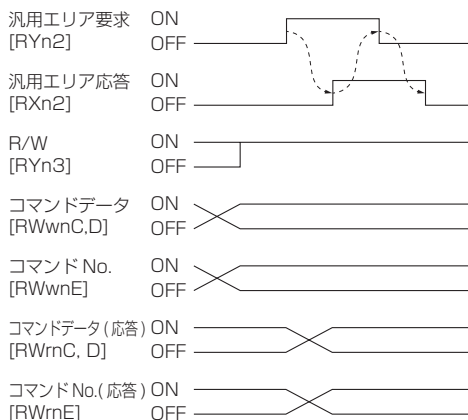 汎用エリア要求 ON
[RYn2] OFF
汎用エリア応答 ON
[RXn2] OFF
R/W ON
[RYn3] OFF
コマンドデータ ON
[RWwnC,D] OFF
コマンド No. ON
[RWwnE] OFF
コマンドデータ ( 応答 ) ON
[RWrnC, D] OFF
コマンド No.( 応答 ) ON
[RWrnE] OFF